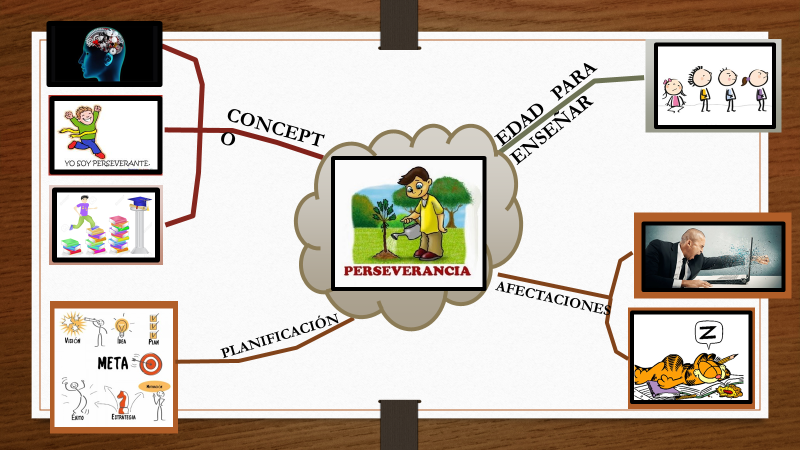 CONCEPT
O
EDAD PARA
ENSEÑAR
YO SOY PERSEVERANTE.
PERSEVERANCIA
AFECTACIONES
PLANIFICACIÓN
VISIÓN
IDEA
PLAN
META
ÉXITO
ESTRATEGIA
Z